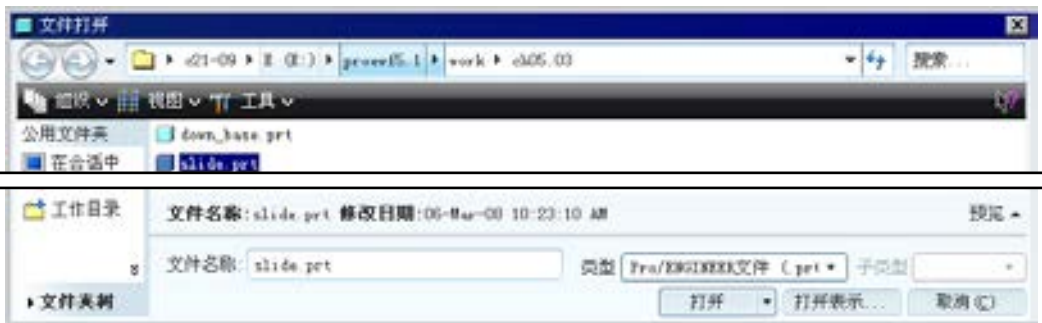 文件打开
d21-09 E (E:) proewf5.1 work ch05.03 搜索...
组织 视图 工具
公用文件夹
down_base.prt
在会话中
slide.prt
工作目录
文件名称:slide.prt 修改日期:06-Mar-08 10:23:10 AM 预览
文件名称: slide.prt 类型 Pro/ENGINEER文件 (.prt 子类型
文件夹树 打开 打开表示... 取消(C)